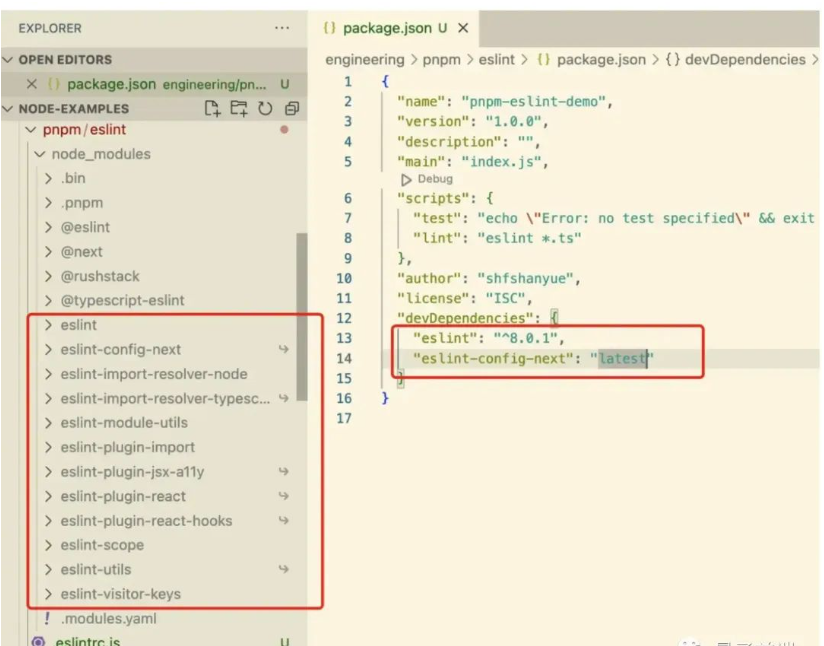 EXPLORER
OPEN EDITORS
package.json engineering/pn... U
NODE-EXAMPLES
pnpm/eslint
node_modules
.bin
.pnpm
@eslint
@next
@rushstack
@typescript-eslint
eslint
eslint-config-next
eslint-import-resolver-node
eslint-import-resolver-typesc...
eslint-module-utils
eslint-plugin-import
eslint-plugin-jsx-a11y
eslint-plugin-react
eslint-plugin-react-hooks
eslint-scope
eslint-utils
eslint-visitor-keys
.modules.yaml
eslintrc.js U
{} package.json U
engineering > pnpm > eslint > {} package.json > {} devDependencies >
1 {
2 "name": "pnpm-eslint-demo",
3 "version": "1.0.0",
4 "description": "",
5 "main": "index.js",
Debug
6 "scripts": {
7 "test": "echo \"Error: no test specified\" && exit
8 "lint": "eslint *.ts"
9 },
10 "author": "shfshanyue",
11 "license": "ISC",
12 "devDependencies": {
13 "eslint": "^8.0.1",
14 "eslint-config-next": "latest"
15 }
16 }
17